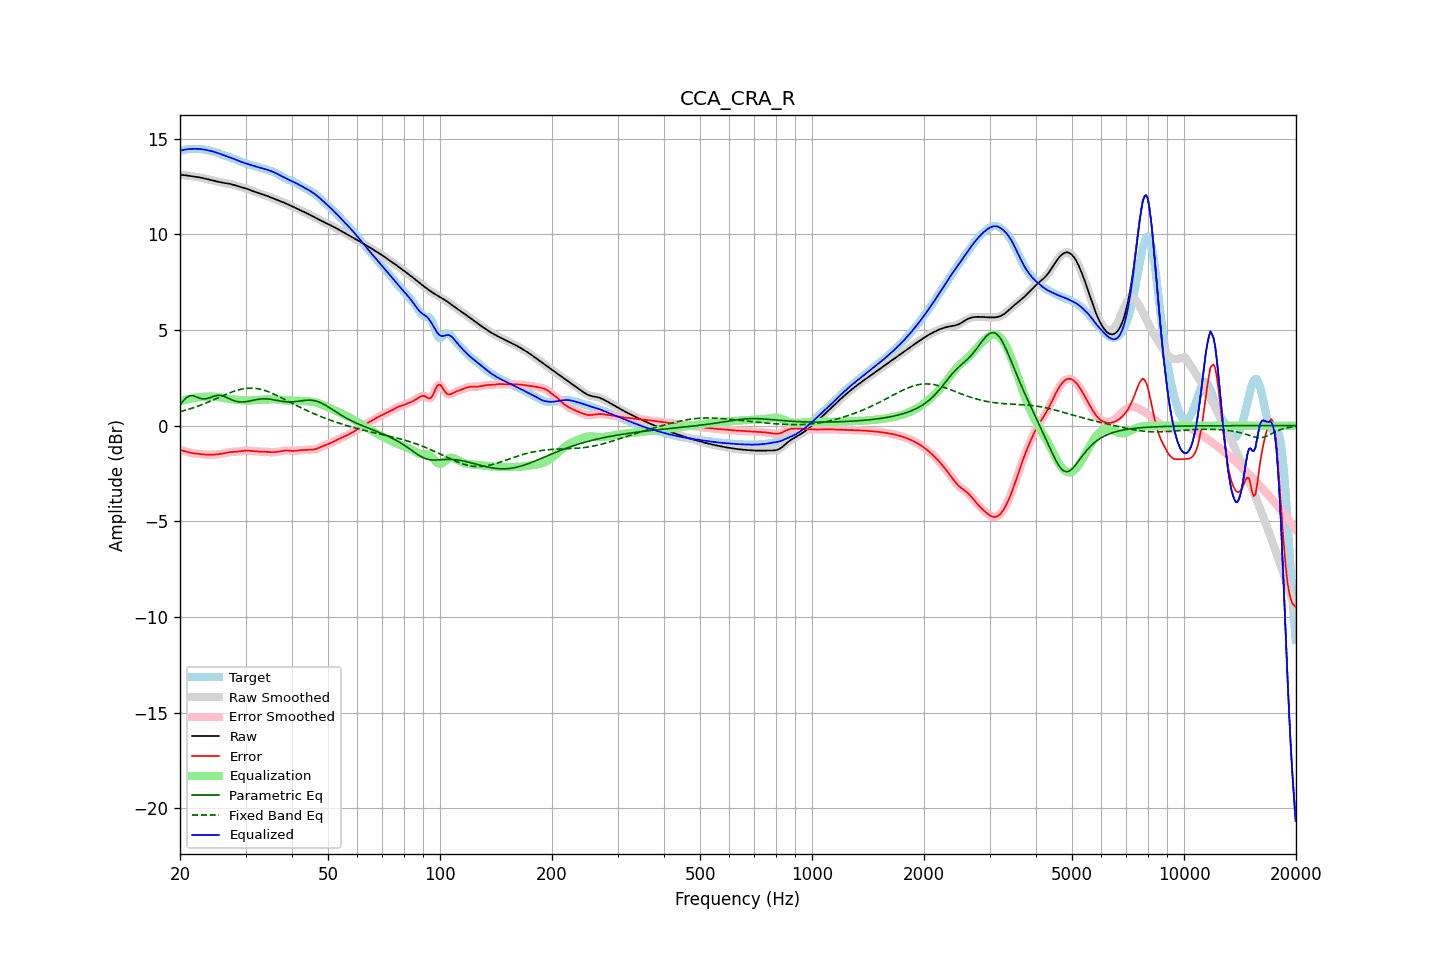 CCA_CRA_R
15
10
5
0
−5
−10
−15
−20
Amplitude (dBr)
Target
Raw Smoothed
Error Smoothed
Raw
Error
Equalization
Parametric Eq
Fixed Band Eq
Equalized
20 50 100 200 500 1000 2000 5000 10000 20000
Frequency (Hz)